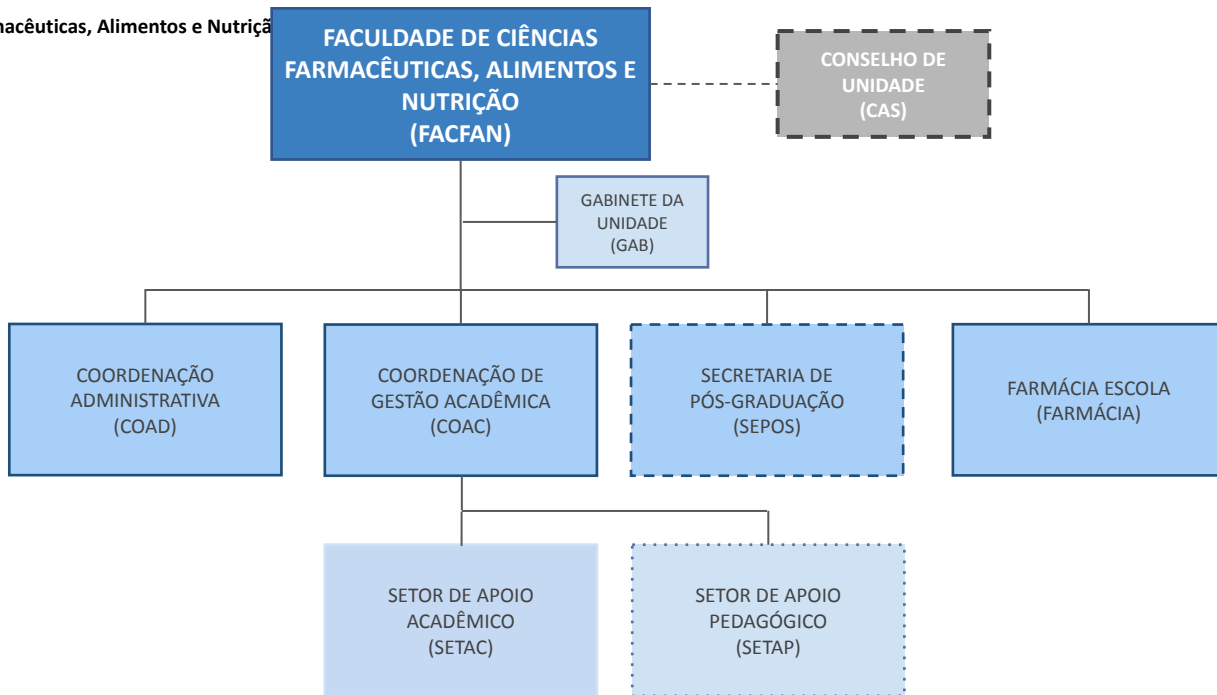 Alimentos e Nutriçã
FACULDADE DE CIÊNCIAS
FARMACÊUTICAS, ALIMENTOS E
NUTRIÇÃO
(FACFAN)
CONSELHO DE
UNIDADE
(CAS)
GABINETE DA
UNIDADE
(GAB)
COORDENAÇÃO
ADMINISTRATIVA
(COAD)
COORDENAÇÃO DE
GESTÃO ACADÊMICA
(COAC)
SECRETARIA DE
PÓS-GRADUAÇÃO
(SEPOS)
FARMÁCIA ESCOLA
(FARMÁCIA)
SETOR DE APOIO
ACADÊMICO
(SETAC)
SETOR DE APOIO
PEDAGÓGICO
(SETAP)